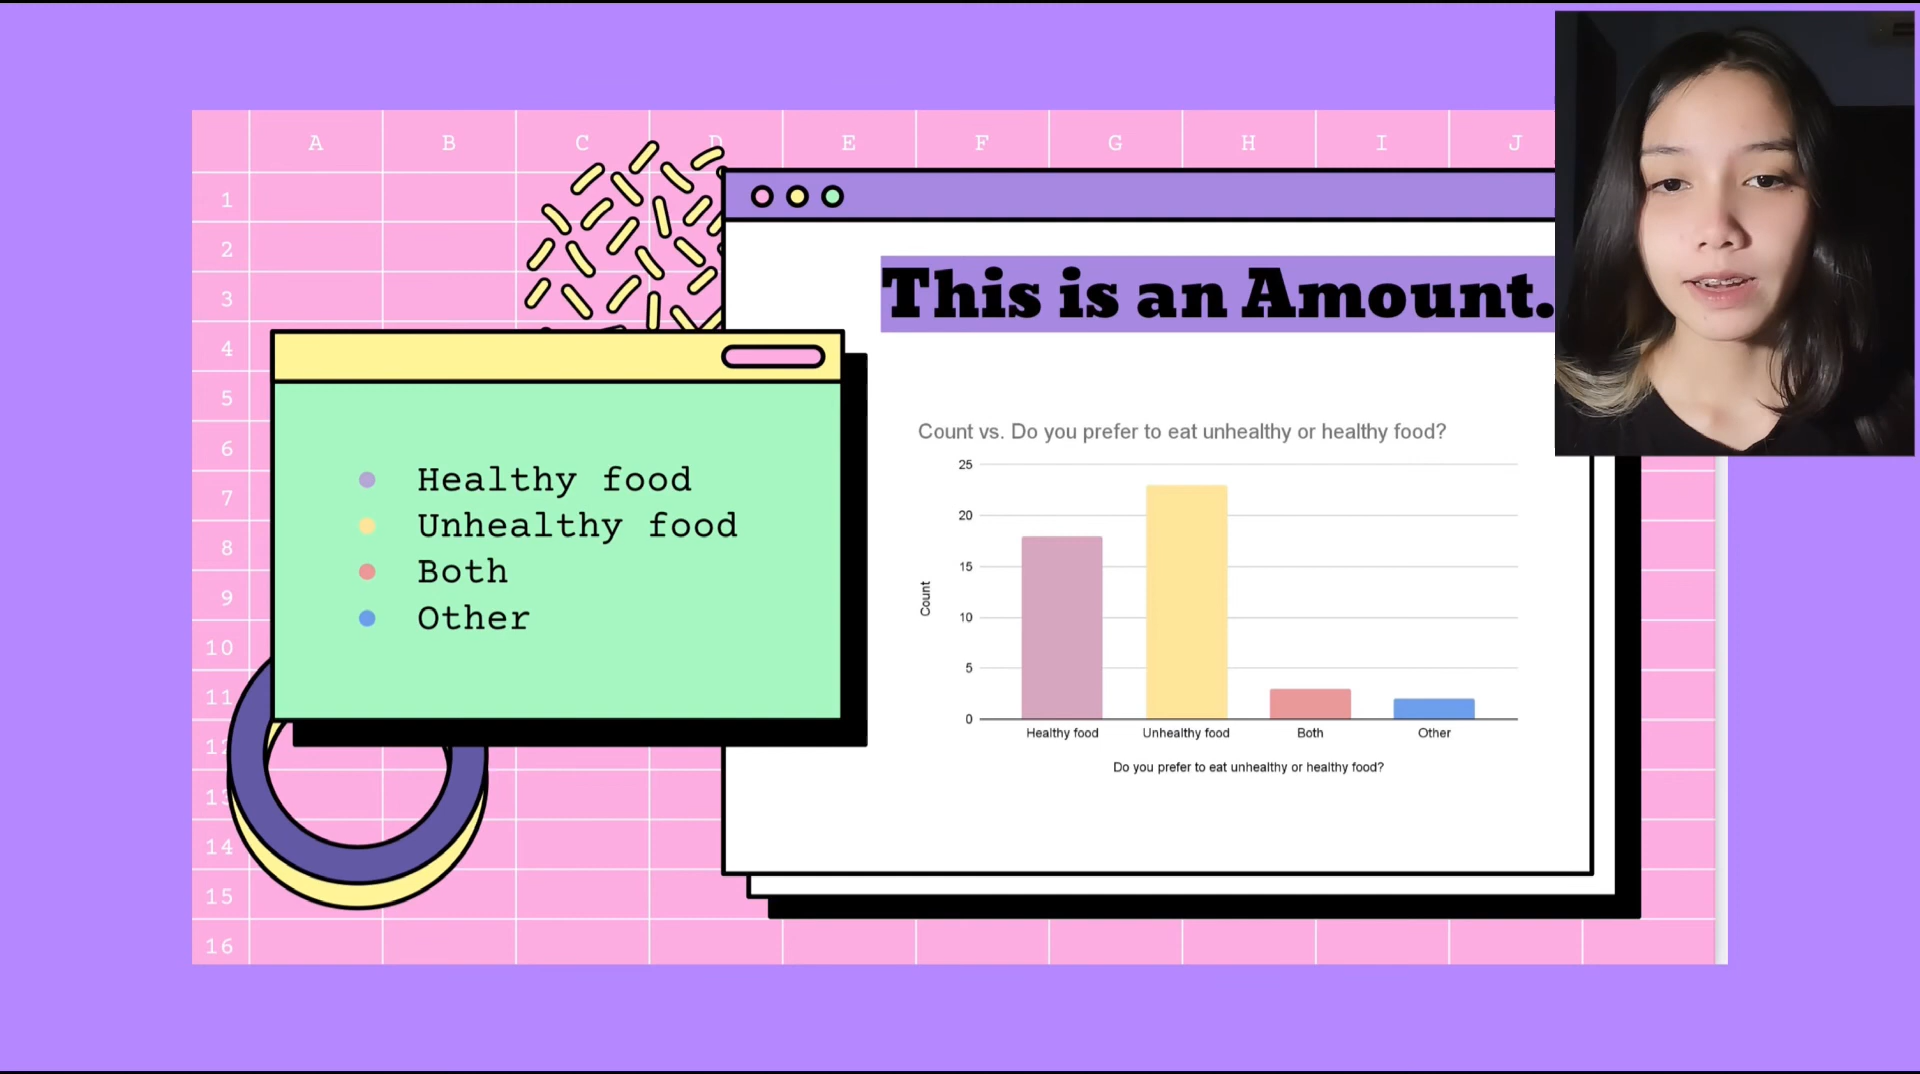 A B C D E F G H I J
1
2
3
4
5
6
7
8
9
10
11
12
13
14
15
16
This is an Amount.
Healthy food
Unhealthy food
Both
Other
Count vs. Do you prefer to eat unhealthy or healthy food?
25
20
15
10
5
0
Count
Healthy food Unhealthy food Both Other
Do you prefer to eat unhealthy or healthy food?